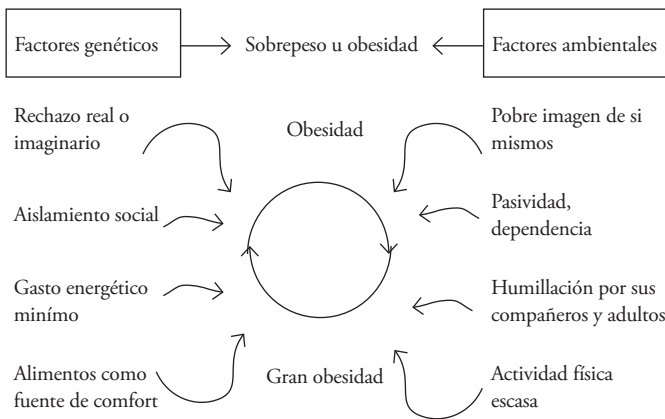 Factores genéticos
Sobrepeso u obesidad
Factores ambientales
Rechazo real o
imaginario
Obesidad
Pobre imagen de si
mismos
Aislamiento social
Pasividad,
dependencia
Gasto energético
minímo
Humillación por sus
compañeros y adultos
Alimentos como
fuente de comfort
Gran obesidad
Actividad física
escasa